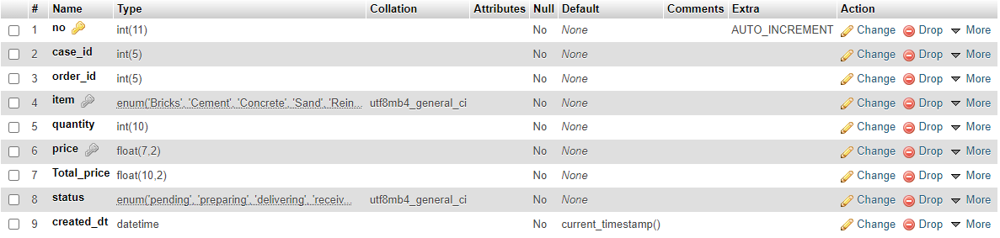 # Name Type Collation Attributes Null Default Comments Extra Action
1 no int(11) No None AUTO_INCREMENT Change Drop More
2 case_id int(5) No None Change Drop More
3 order_id int(5) No None Change Drop More
4 item enum('Bricks', 'Cement', 'Concrete', 'Sand', 'Rein... utf8mb4_general_ci No None Change Drop More
5 quantity int(10) No None Change Drop More
6 price float(7,2) No None Change Drop More
7 Total_price float(10,2) No None Change Drop More
8 status enum('pending', 'preparing', 'delivering', 'receiv... utf8mb4_general_ci No None Change Drop More
9 created_dt datetime No current_timestamp() Change Drop More